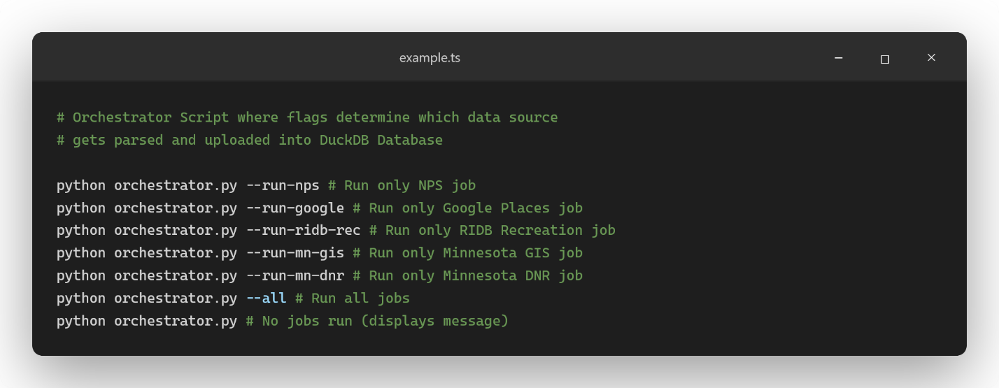 example.ts
# Orchestrator Script where flags determine which data source
# gets parsed and uploaded into DuckDB Database
python orchestrator.py --run-nps # Run only NPS job
python orchestrator.py --run-google # Run only Google Places job
python orchestrator.py --run-ridb-rec # Run only RIDB Recreation job
python orchestrator.py --run-mn-gis # Run only Minnesota GIS job
python orchestrator.py --run-mn-dnr # Run only Minnesota DNR job
python orchestrator.py --all # Run all jobs
python orchestrator.py # No jobs run (displays message)